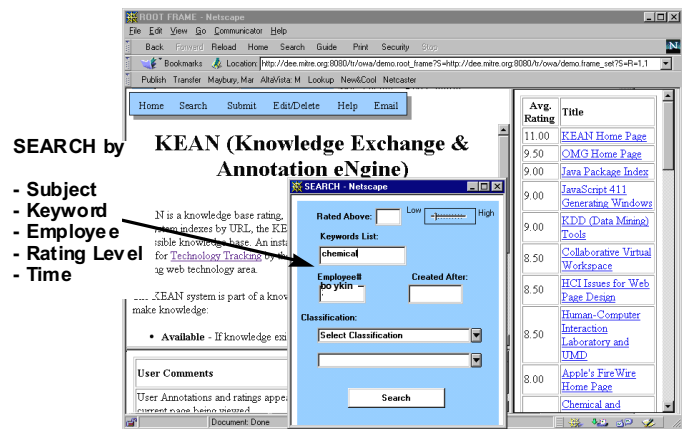 ROOT FRAME - Netscape
File Edit View Go Communicator Help
Back Forward Reload Home Search Guide Print Security Stop
Bookmarks Location: http://dee.mitre.org:8080/tr/owa/demo.root_frame?S=http://dee.mitre.org:8080/tr/owa/demo.frame_set?S=R=1,1
Publish Transfer Maybury, Mar AltaVista: M Lookup New&Cool Netcaster
Home Search Submit Edit/Delete Help Email
KEAN (Knowledge Exchange &
Annotation eNgine)
SEARCH by
- Subject
- Keyword
- Employee
- Rating Level
- Time
N is a knowledge base rating,
stem indexes by URL, the KE
ssible knowledge base. An insta
for Technology Tracking by th
ng web technology area.
KEAN system is part of a know
make knowledge:
• Available - If knowledge exi
User Comments
User Annotations and ratings appea
current page being viewed
Document: Done
SEARCH - Netscape
Rated Above: Low High
Keywords List:
chemical
Employee# Created After:
boykin
Classification:
Select Classification
Search
Avg. Rating Title
11.00 KEAN Home Page
9.50 OMG Home Page
9.00 Java Package Index
9.00 JavaScript 411
Generating Windows
9.00 KDD (Data Mining)
Tools
8.50 Collaborative Virtual
Workspace
8.50 HCI Issues for Web
Page Design
8.50 Human-Computer
Interaction
Laboratory and
UMD
8.00 Apple's FireWire
Home Page
Chemical and